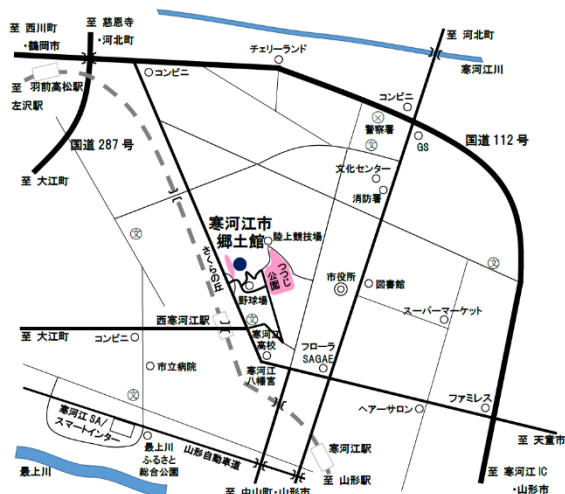 至 西川町
・鶴岡市
至 慈恩寺
・河北町
至 河北町
寒河江川
チェリーランド
コンビニ
至 羽前高松駅
左沢駅
コンビニ
警察署
文
GS
国道 112 号
国道 287 号
至 大江町
文化センター
消防署
文
寒河江市
郷土館
陸上競技場
さくらの丘
つつじ
公園
野球場
市役所
図書館
文
スーパーマーケット
西寒河江駅
至 大江町
コンビニ
文
寒河江
高校
フローラ
SAGAE
市立病院
寒河江
八幡宮
文
寒河江 SA/
スマートインター
ヘアーサロン
ファミレス
至 天童市
山形自動車道
最上川
ふるさと
総合公園
寒河江駅
最上川
至 中山町・山形市
至 山形駅
至 寒河江 IC
・山形市